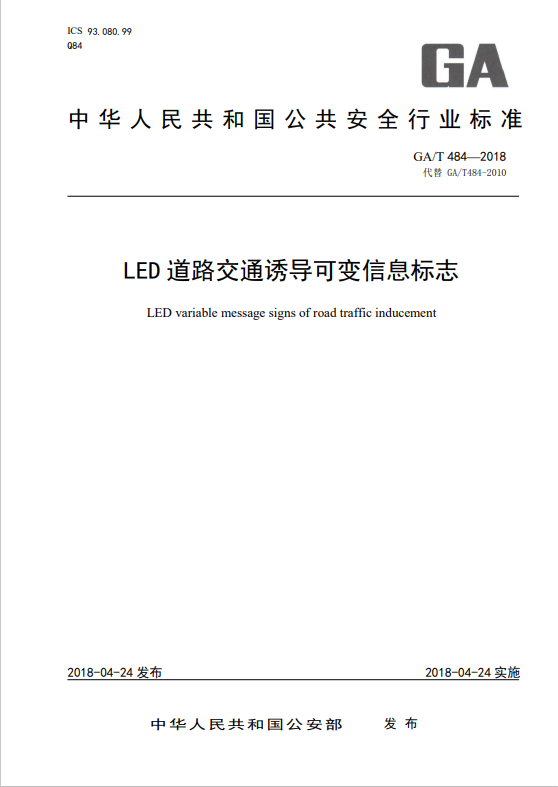 ICS 93.080.99
Q84
GA
中华人民共和国公共安全行业标准
GA/T 484—2018
代替 GA/T484-2010
LED 道路交通诱导可变信息标志
LED variable message signs of road traffic inducement
2018-04-24 发布
2018-04-24 实施
中华人民共和国公安部 发布